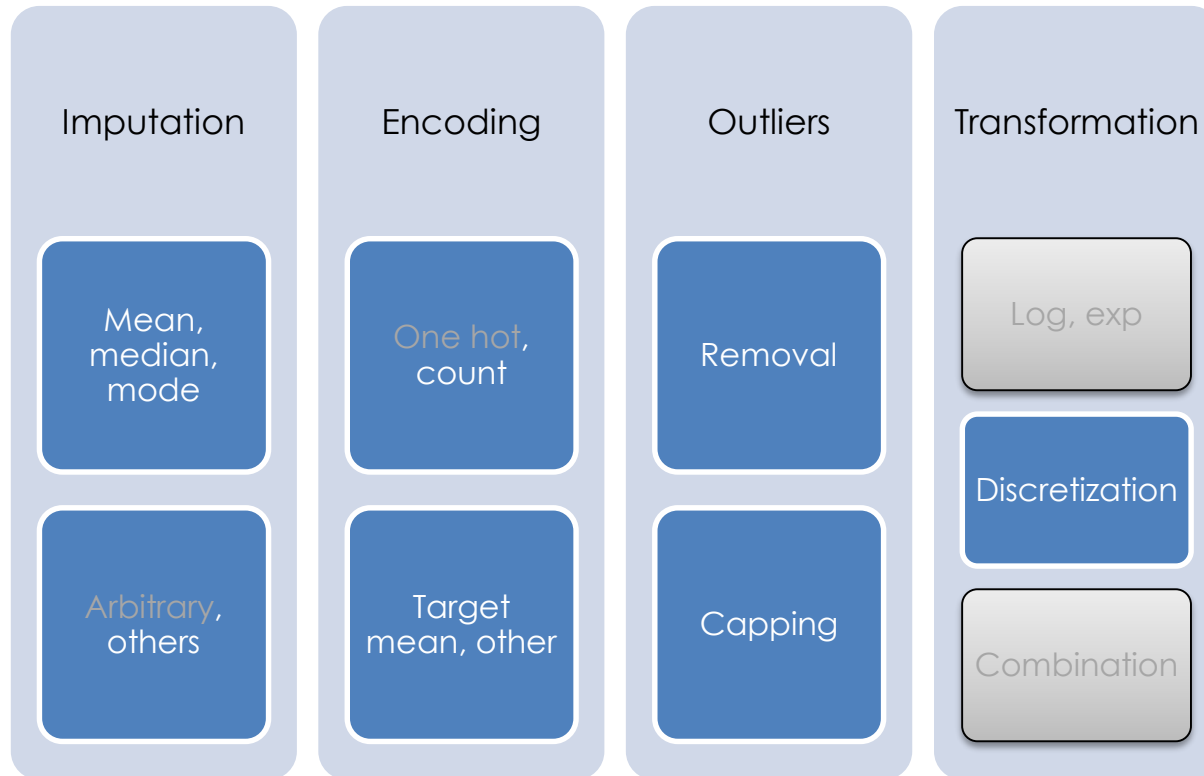 Imputation
Mean,
median,
mode
Arbitrary,
others
Encoding
One hot,
count
Target
mean, other
Outliers
Removal
Capping
Transformation
Log, exp
Discretization
Combination